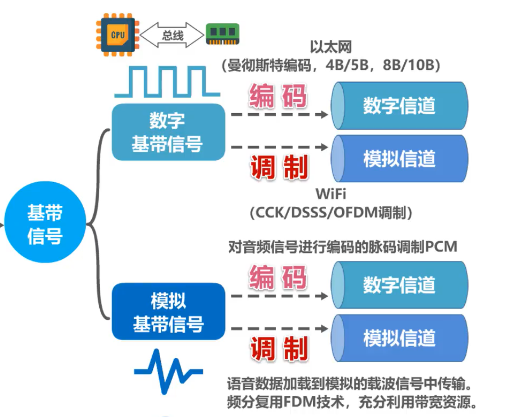 CPU
总线
以太网
（曼彻斯特编码，4B/5B，8B/10B）
编码
数字信道
数字
基带信号
调制
模拟信道
WiFi
（CCK/DSSS/OFDM调制）
基带
信号
对音频信号进行编码的脉码调制PCM
编码
数字信道
模拟
基带信号
调制
模拟信道
语音数据加载到模拟的载波信号中传输。
频分复用FDM技术，充分利用带宽资源。